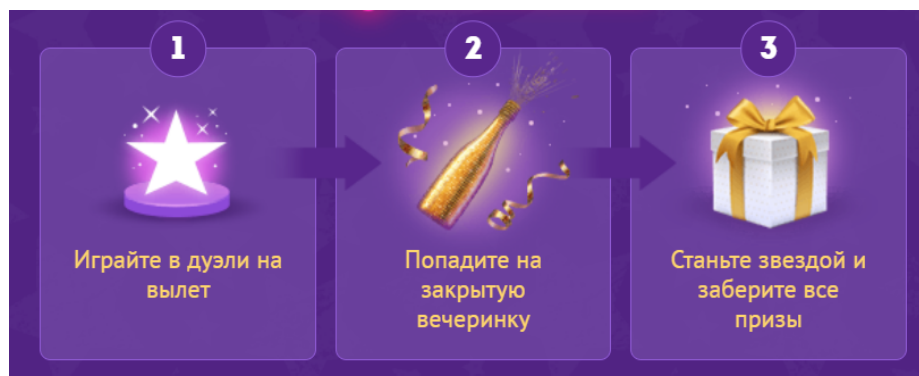 1
Играйте в дуэли на
вылет
2
Попадите на
закрытую
вечеринку
3
Станьте звездой и
заберите все
призы